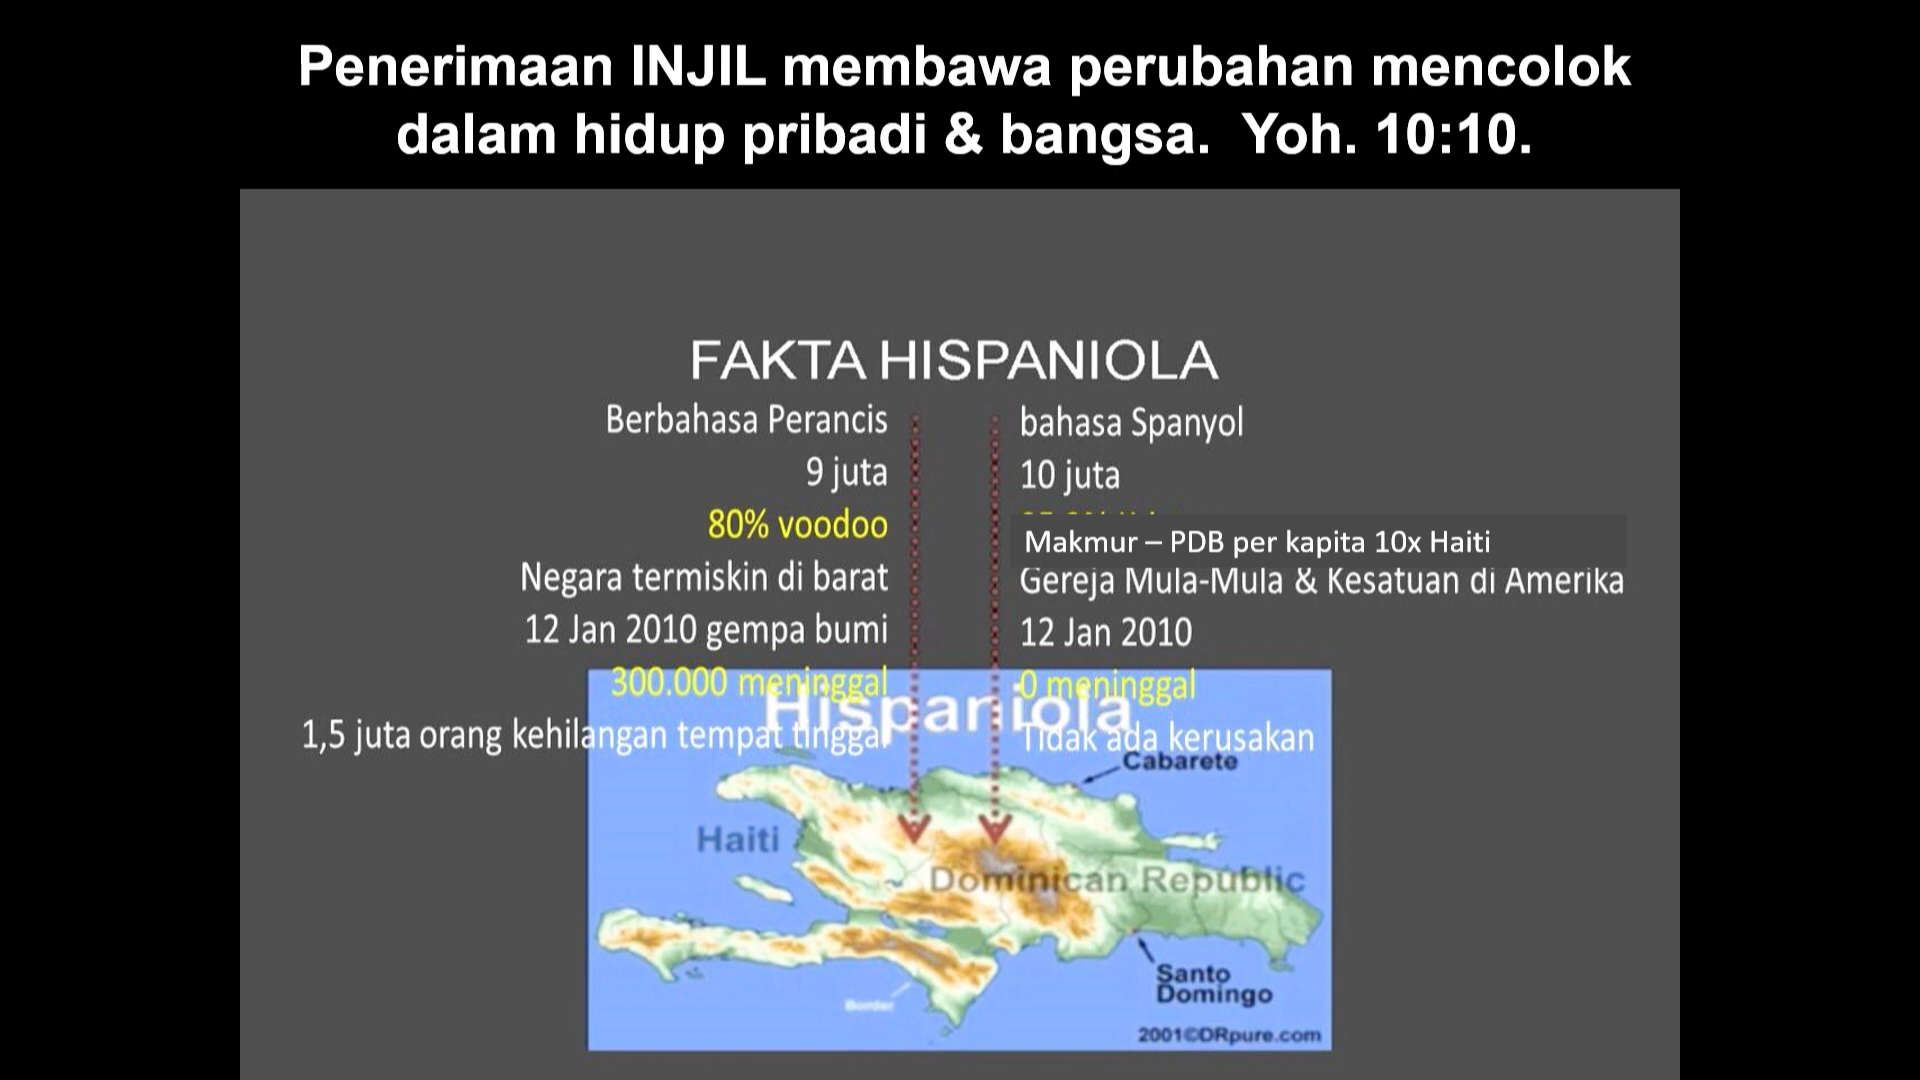 Penerimaan INJIL membawa perubahan mencolok
dalam hidup pribadi & bangsa. Yoh. 10:10.
FAKTA HISPANIOLA
Berbahasa Perancis
9 juta
80% voodoo
Negara termiskin di barat
12 Jan 2010 gempa bumi
300.000 meninggal
1,5 juta orang kehilangan tempat tinggal
bahasa Spanyol
10 juta
Makmur – PDB per kapita 10x Haiti
Gereja Mula-Mula & Kesatuan di Amerika
12 Jan 2010
0 meninggal
Tidak ada kerusakan
Hispaniola
Cabarete
Haiti
Dominican Republic
Santo
Domingo
Border
2001©DRpure.com